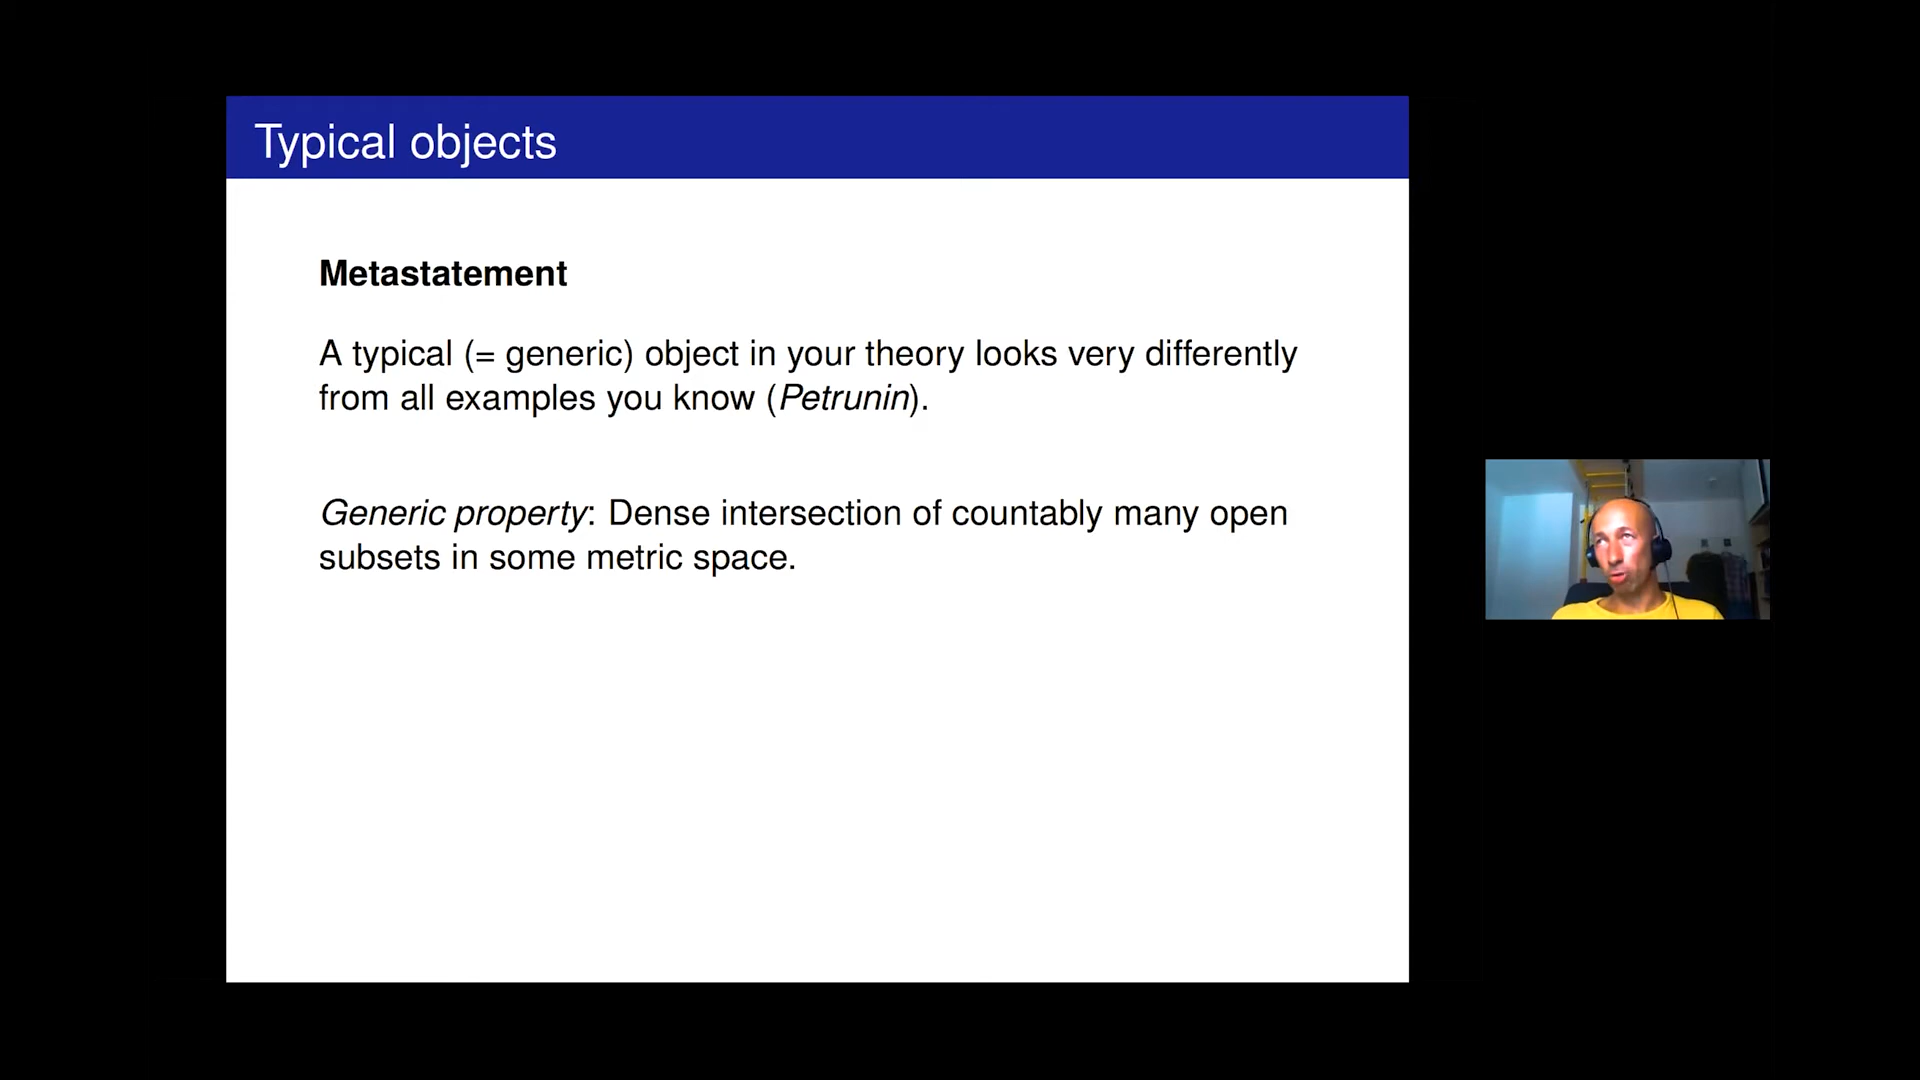 Typical objects
Metastatement
A typical (= generic) object in your theory looks very differently
from all examples you know (Petrunin).
Generic property: Dense intersection of countably many open
subsets in some metric space.